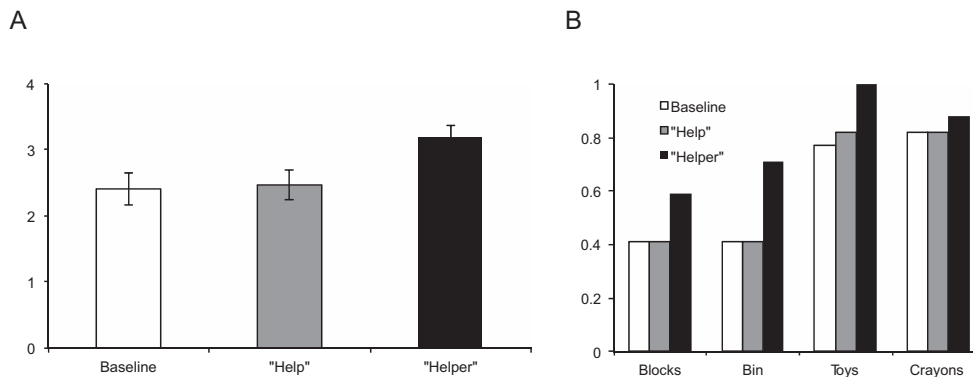 A
4
3
2
1
0
Baseline
"Help"
"Helper"
B
1
0.8
0.6
0.4
0.2
0
Baseline
"Help"
"Helper"
Blocks
Bin
Toys
Crayons